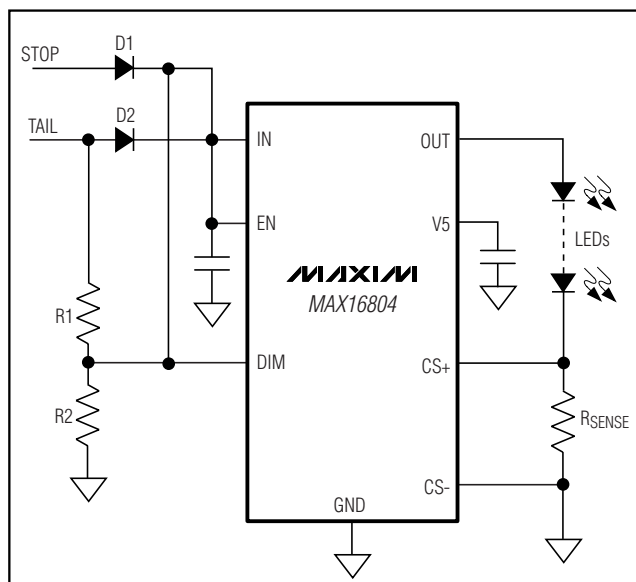 STOP
D1
TAIL
D2
IN
OUT
EN
V5
LEDs
MAXIM
MAX16804
R1
DIM
CS+
R2
RSENSE
CS-
GND